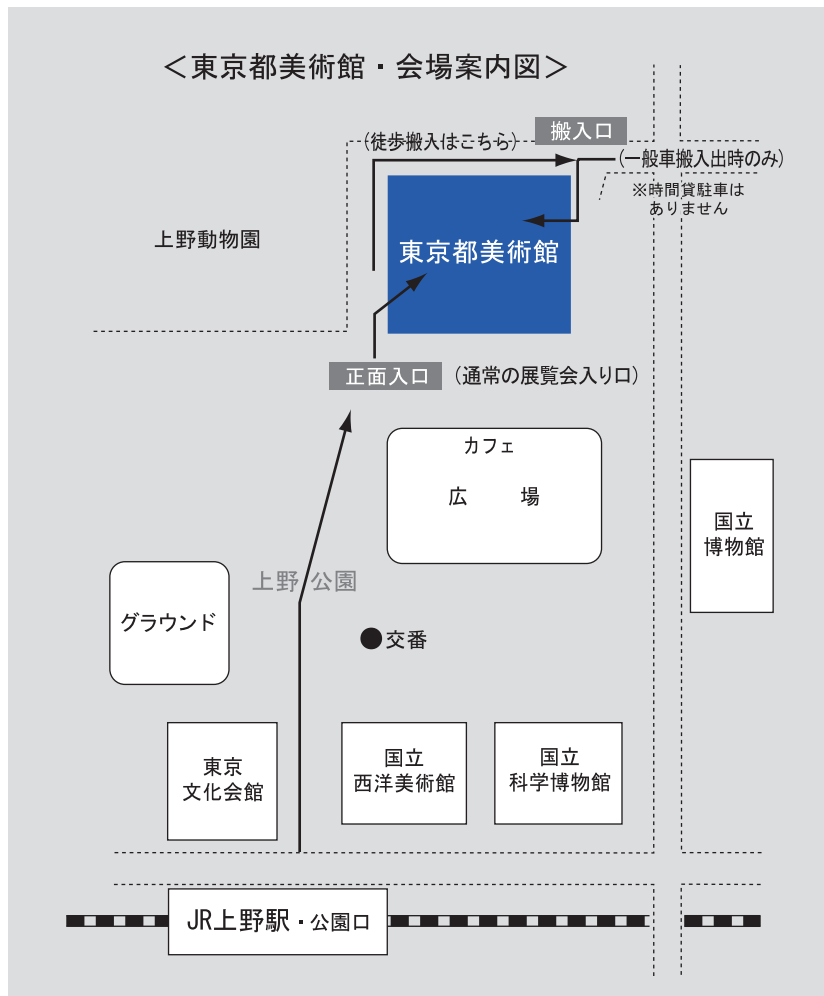 ＜東京都美術館・会場案内図＞
搬入口
（徒歩搬入はこちら）
（一般車搬入出時のみ）
※時間貸駐車は
ありません
上野動物園
東京都美術館
正面入口
（通常の展覧会入り口）
カフェ
広　場
国立
博物館
上野公園
グラウンド
交番
東京
文化会館
国立
西洋美術館
国立
科学博物館
JR上野駅・公園口